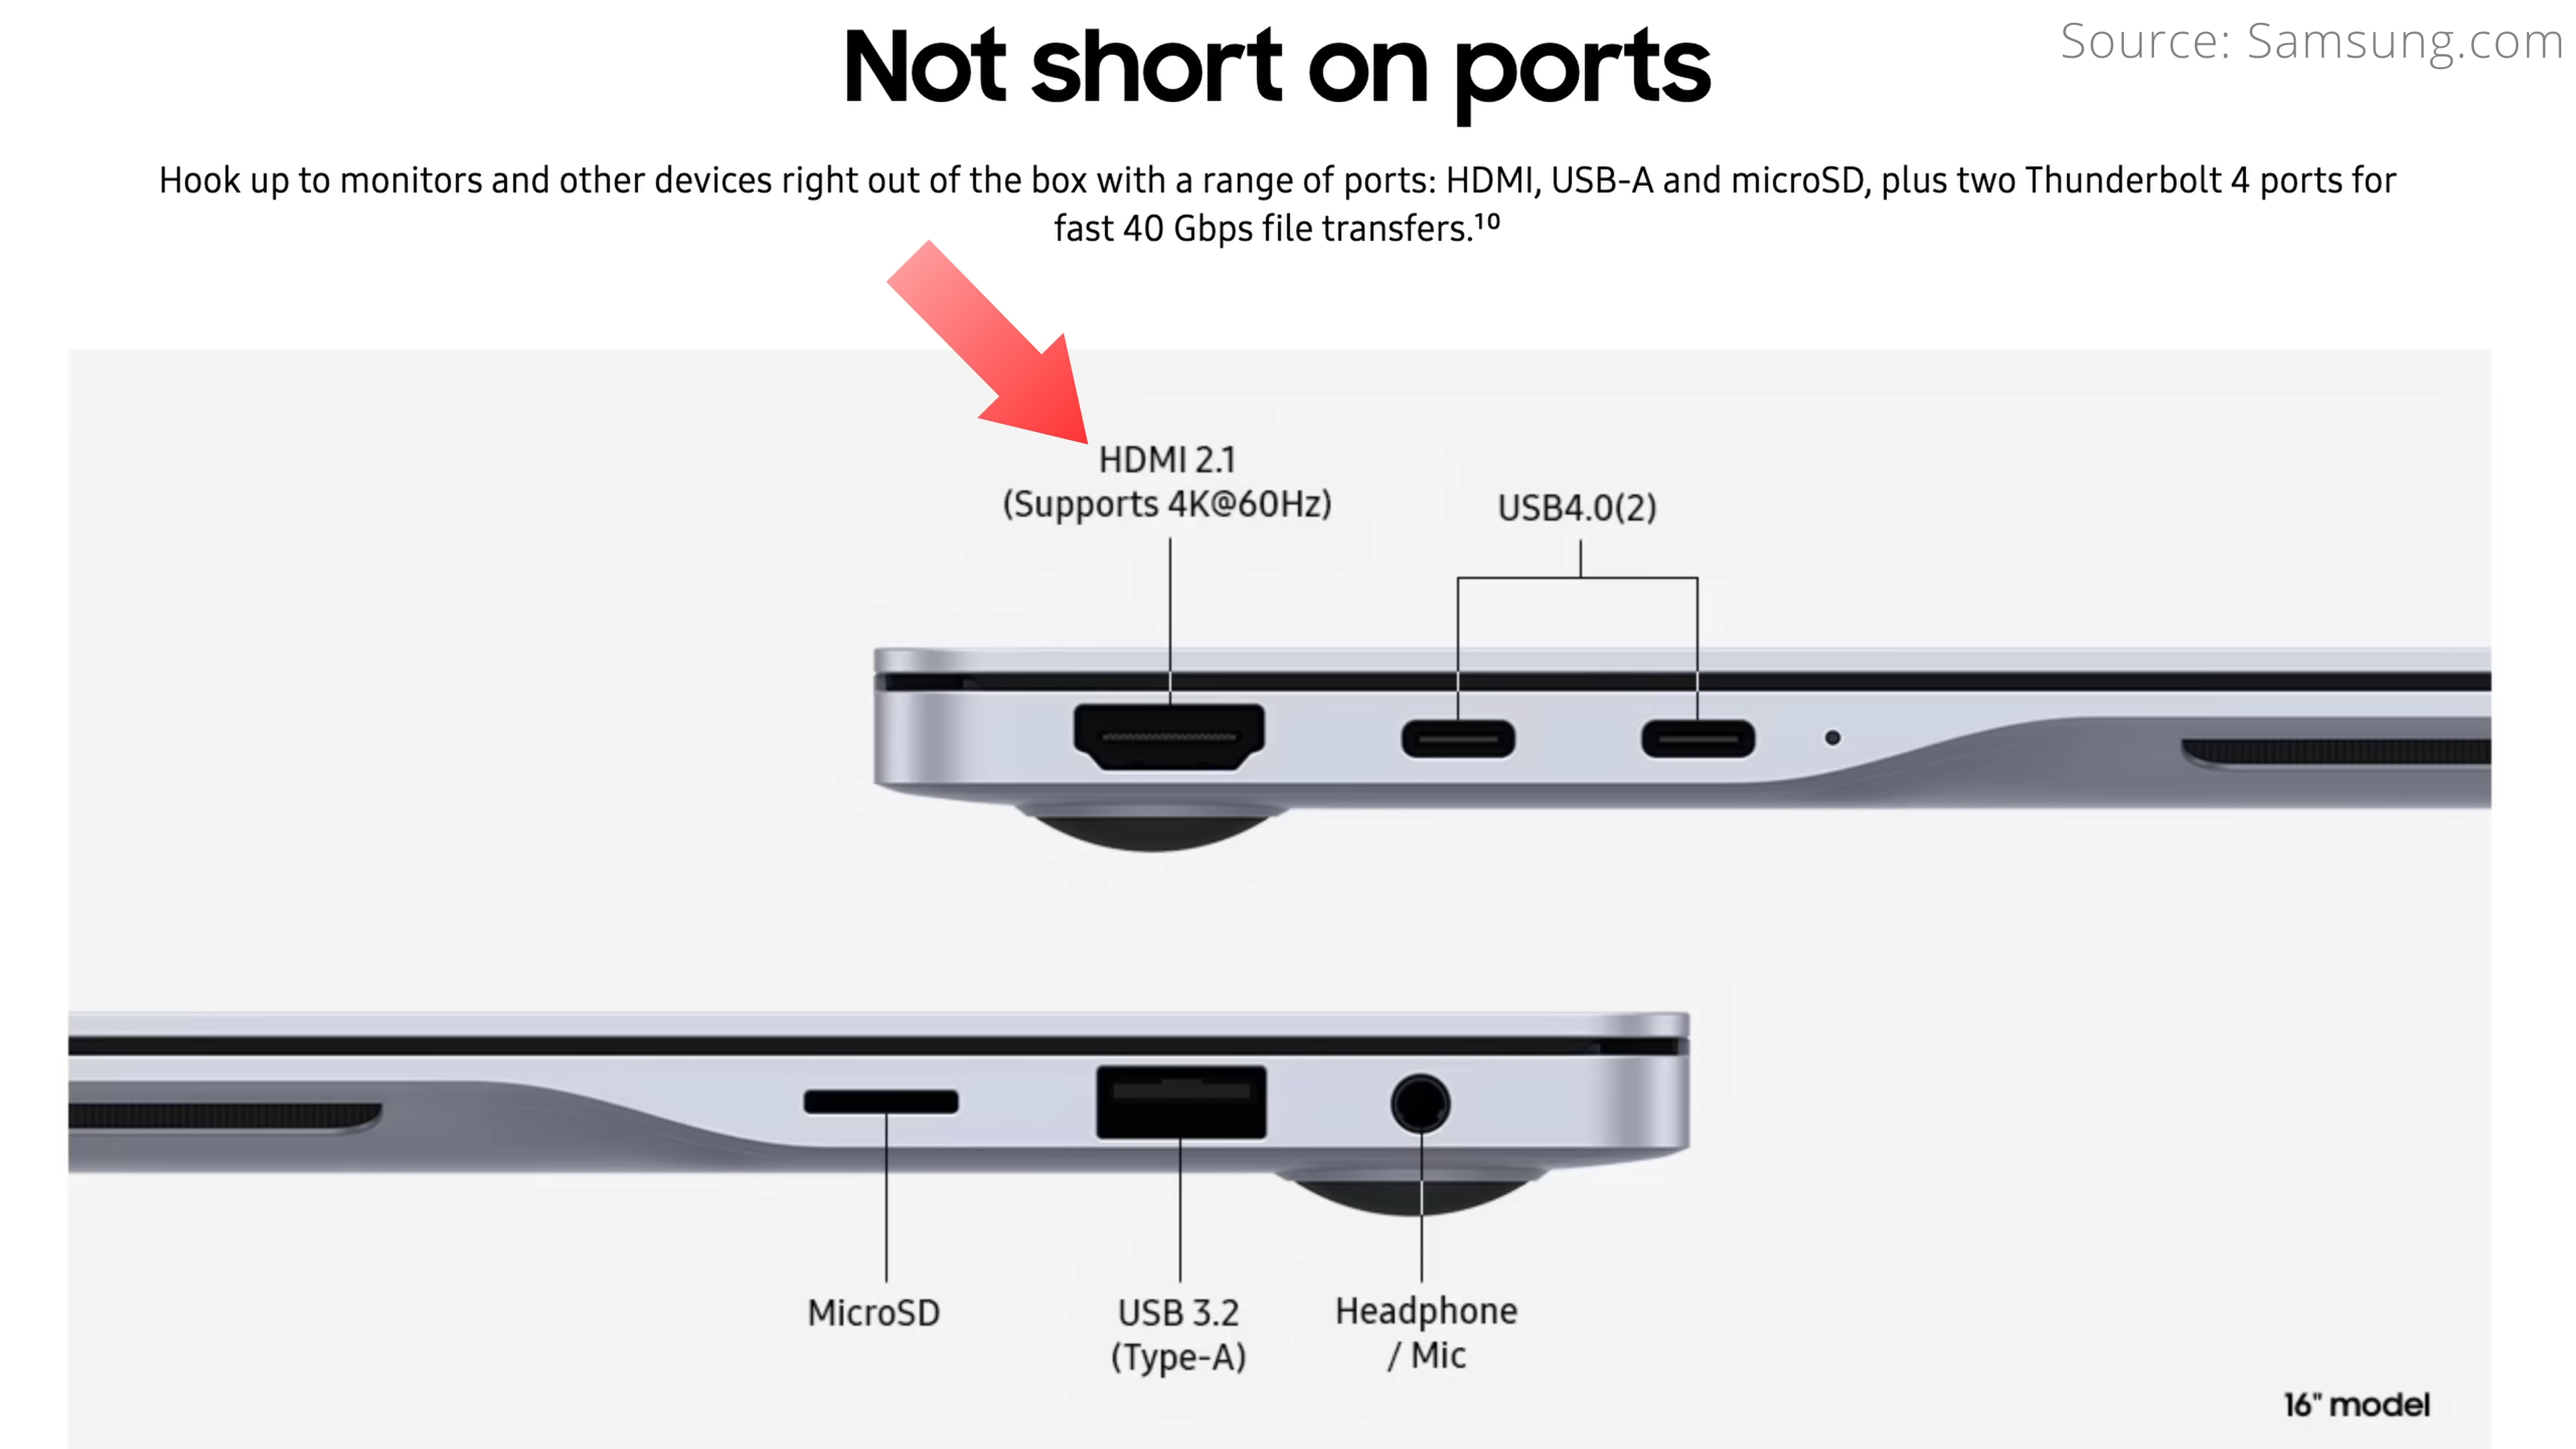 Not short on ports
Source: Samsung.com
Hook up to monitors and other devices right out of the box with a range of ports: HDMI, USB-A and microSD, plus two Thunderbolt 4 ports for
fast 40 Gbps file transfers.¹⁰
HDMI 2.1
(Supports 4K@60Hz)
USB4.0(2)
MicroSD
USB 3.2
(Type-A)
Headphone
/ Mic
16" model